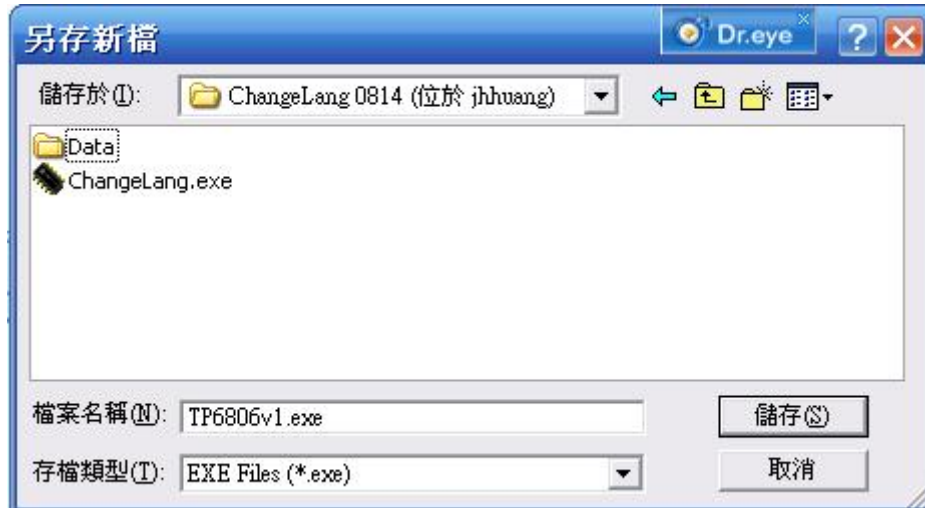 另存新檔
Dr.eye
儲存於(I):
ChangeLang 0814 (位於 jhhuang)
Data
ChangeLang.exe
檔案名稱(N):
TP6806v1.exe
儲存(S)
存檔類型(T):
EXE Files (*.exe)
取消